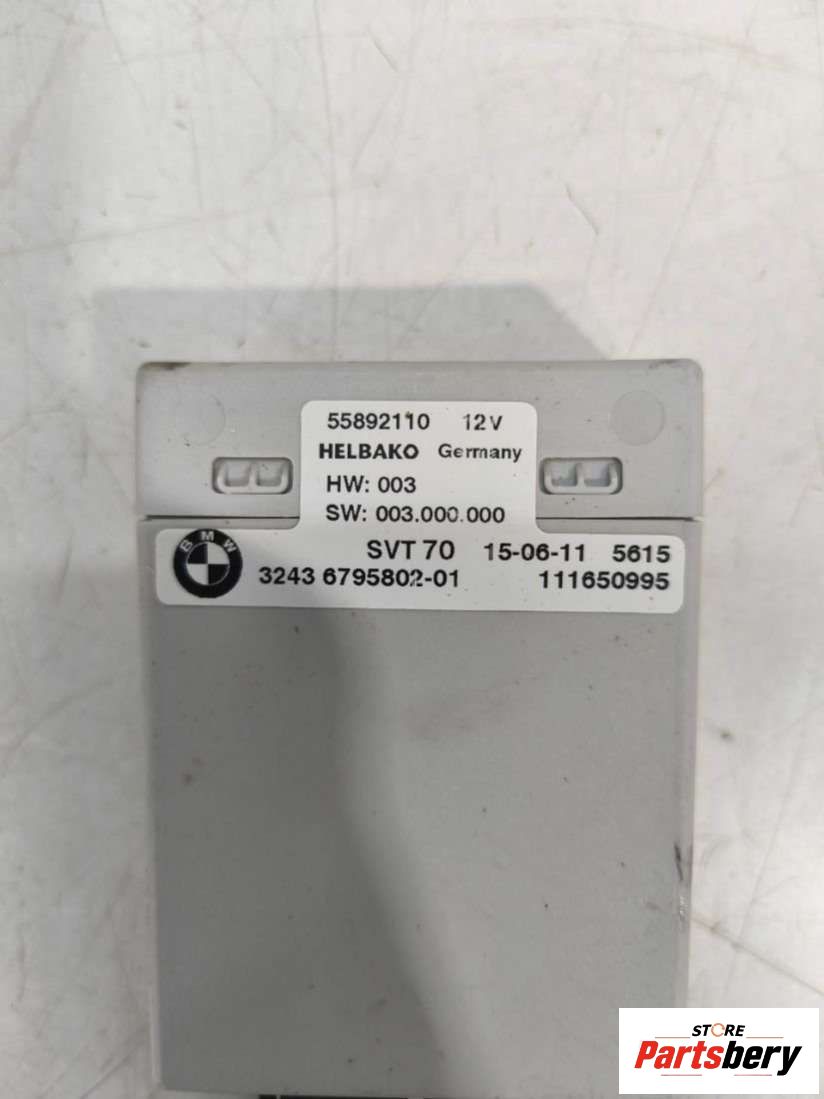 55892110 12V
HELBAKO Germany
HW: 003
SW: 003.000.000
BMW
SVT 70 15-06-11 5615
3243 6795802-01 111650995
STORE
Partsbery